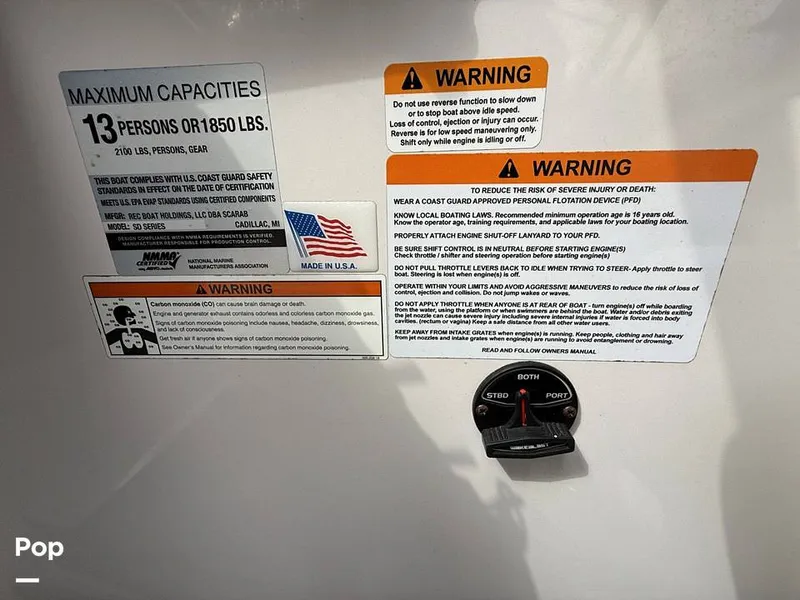 MAXIMUM CAPACITIES
13 PERSONS OR 1850 LBS.
2100 LBS, PERSONS, GEAR
THIS BOAT COMPLIES WITH U.S. COAST GUARD SAFETY
STANDARDS IN EFFECT ON THE DATE OF CERTIFICATION
MEETS U.S. EPA EVAP STANDARDS USING CERTIFIED COMPONENTS
MFGR: REC BOAT HOLDINGS, LLC DBA SCARAB
MODEL: SD SERIES CADILLAC, MI
DESIGN COMPLIANCE WITH NMMA REQUIREMENTS IS VERIFIED.
MANUFACTURER RESPONSIBLE FOR PRODUCTION CONTROL.
NMMA
CERTIFIED
NATIONAL MARINE
MANUFACTURERS ASSOCIATION
MADE IN U.S.A.
WARNING
Carbon monoxide (CO) can cause brain damage or death.
Engine and generator exhaust contains odorless and colorless carbon monoxide gas.
Signs of carbon monoxide poisoning include nausea, headache, dizziness, drowsiness,
and lack of consciousness.
Get fresh air if anyone shows signs of carbon monoxide poisoning.
See Owner's Manual for information regarding carbon monoxide poisoning.
WARNING
Do not use reverse function to slow down
or to stop boat above idle speed.
Loss of control, ejection or injury can occur.
Reverse is for low speed maneuvering only.
Shift only while engine is idling or off.
WARNING
TO REDUCE THE RISK OF SEVERE INJURY OR DEATH:
WEAR A COAST GUARD APPROVED PERSONAL FLOTATION DEVICE (PFD)
KNOW LOCAL BOATING LAWS. Recommended minimum operation age is 16 years old.
Know the operator age, training requirements, and applicable laws for your boating location.
PROPERLY ATTACH ENGINE SHUT-OFF LANYARD TO YOUR PFD.
BE SURE SHIFT CONTROL IS IN NEUTRAL BEFORE STARTING ENGINE(S)
Check throttle / shifter and steering operation before starting engine(s)
DO NOT PULL THROTTLE LEVERS BACK TO IDLE WHEN TRYING TO STEER- Apply throttle to steer
boat. Steering is lost when engine(s) is off.
OPERATE WITHIN YOUR LIMITS AND AVOID AGGRESSIVE MANEUVERS to reduce the risk of loss of
control, ejection and collision. Do not jump wakes or waves.
DO NOT APPLY THROTTLE WHEN ANYONE IS AT REAR OF BOAT - turn engine(s) off while boarding
from the water, using the platform or when swimmers are behind the boat. Water and/or debris exiting
the jet nozzle can cause severe injury including severe internal injuries if water is forced into body
cavities. (rectum or vagina) Keep a safe distance from all other water users.
KEEP AWAY FROM INTAKE GRATES when engine(s) is running. Keep people, clothing and hair away
from jet nozzles and intake grates when engine(s) are running to avoid entanglement or drowning.
READ AND FOLLOW OWNERS MANUAL
BOTH
STBD PORT
Pop